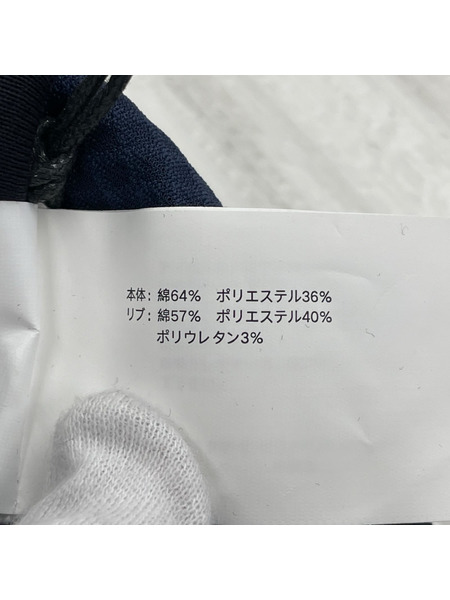 本体: 綿64% ポリエステル36%
リブ: 綿57% ポリエステル40%
ポリウレタン3%